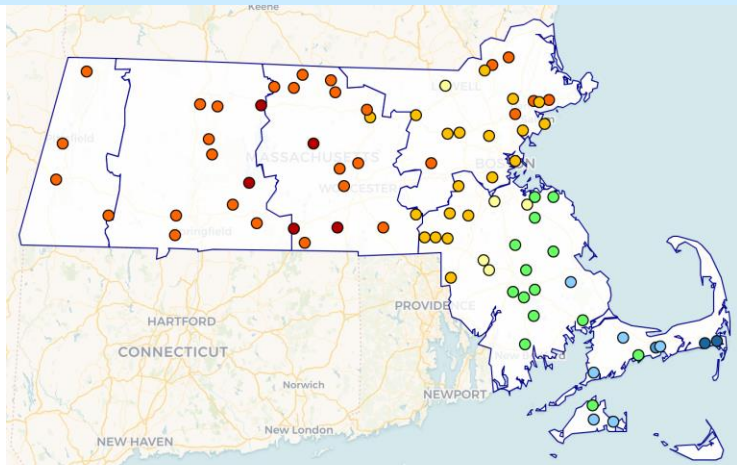 Keene
LOWELL
MASSACHUSETTS
BOSTON
WORCESTER
Springfield
PROVIDENCE
HARTFORD
CONNECTICUT
Norwich
NEWPORT
New London
NEW HAVEN